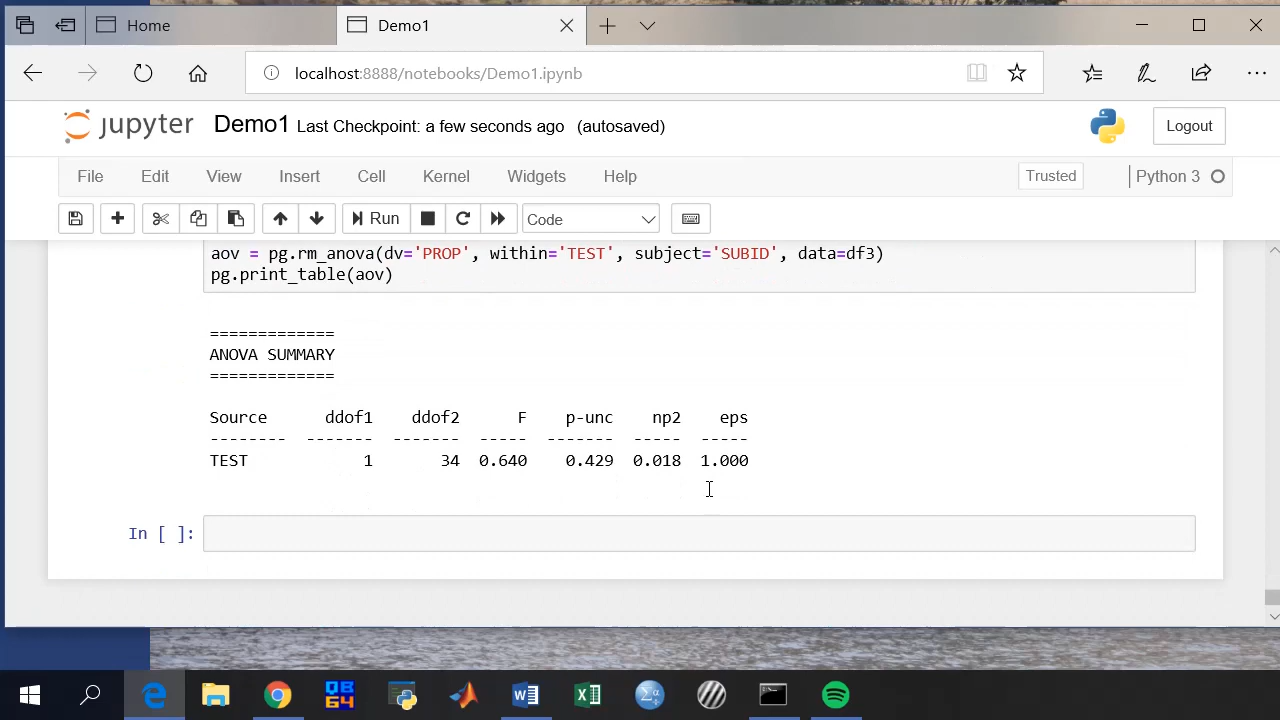 Home
Demo1
localhost:8888/notebooks/Demo1.ipynb
jupyter Demo1 Last Checkpoint: a few seconds ago (autosaved)
Logout
File Edit View Insert Cell Kernel Widgets Help
Trusted
Python 3
Run
Code
aov = pg.rm_anova(dv='PROP', within='TEST', subject='SUBID', data=df3)
pg.print_table(aov)
=============
ANOVA SUMMARY
=============
Source ddof1 ddof2 F p-unc np2 eps
-------- ------- ------- ----- ------- ----- -----
TEST 1 34 0.640 0.429 0.018 1.000
In [ ]:
QB
64